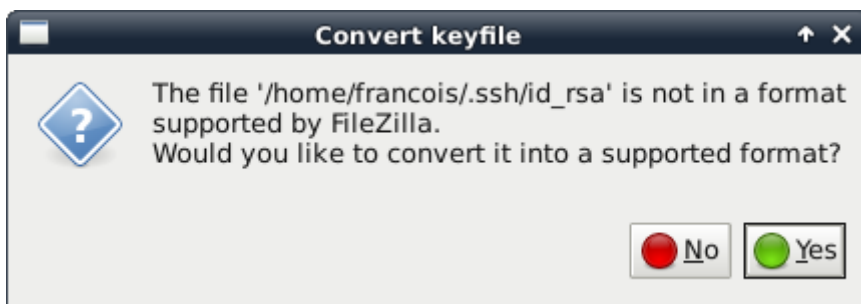 Convert keyfile
The file '/home/francois/.ssh/id_rsa' is not in a format
supported by FileZilla.
Would you like to convert it into a supported format?
No Yes